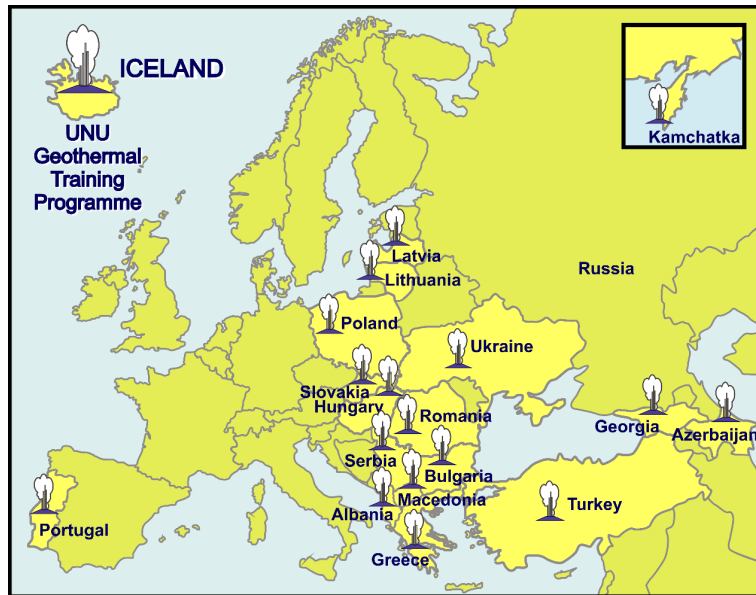 ICELAND
UNU
Geothermal
Training
Programme
Kamchatka
Latvia
Lithuania
Russia
Poland
Ukraine
Slovakia
Hungary
Romania
Georgia
Azerbaijan
Serbia
Bulgaria
Macedonia
Albania
Turkey
Portugal
Greece